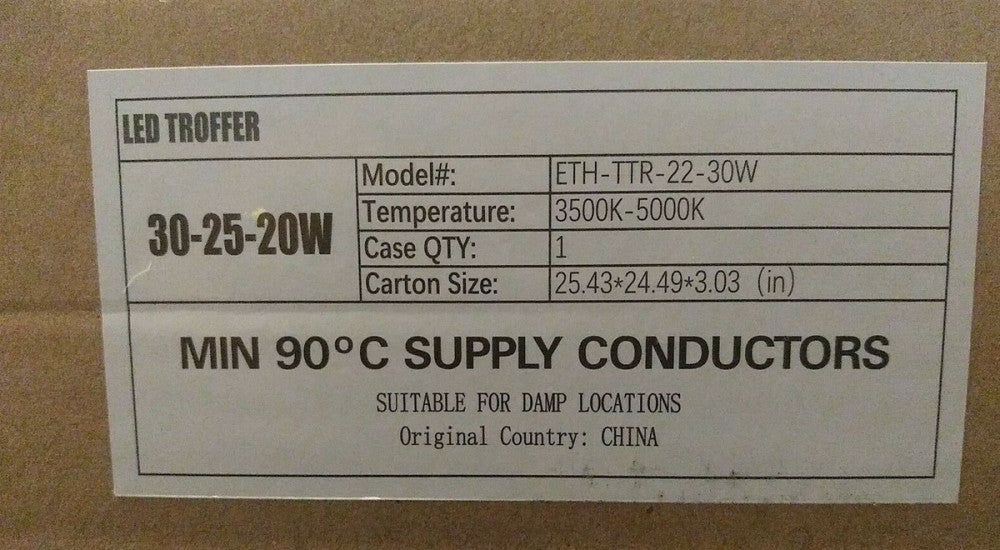 LED TROFFER
30-25-20W
Model#: ETH-TTR-22-30W
Temperature: 3500K-5000K
Case QTY: 1
Carton Size: 25.43*24.49*3.03 (in)
MIN 90°C SUPPLY CONDUCTORS
SUITABLE FOR DAMP LOCATIONS
Original Country: CHINA